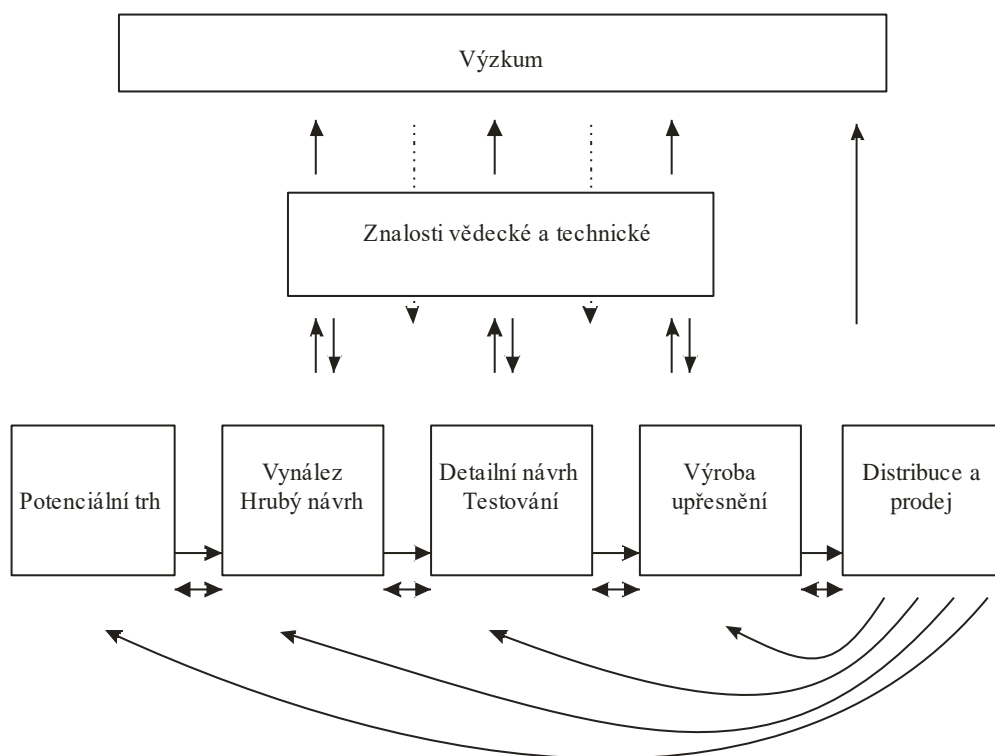 Výzkum
Znalosti vědecké a technické
Potenciální trh
Vynález
Hrubý návrh
Detailní návrh
Testování
Výroba
upřesnění
Distribuce a
prodej